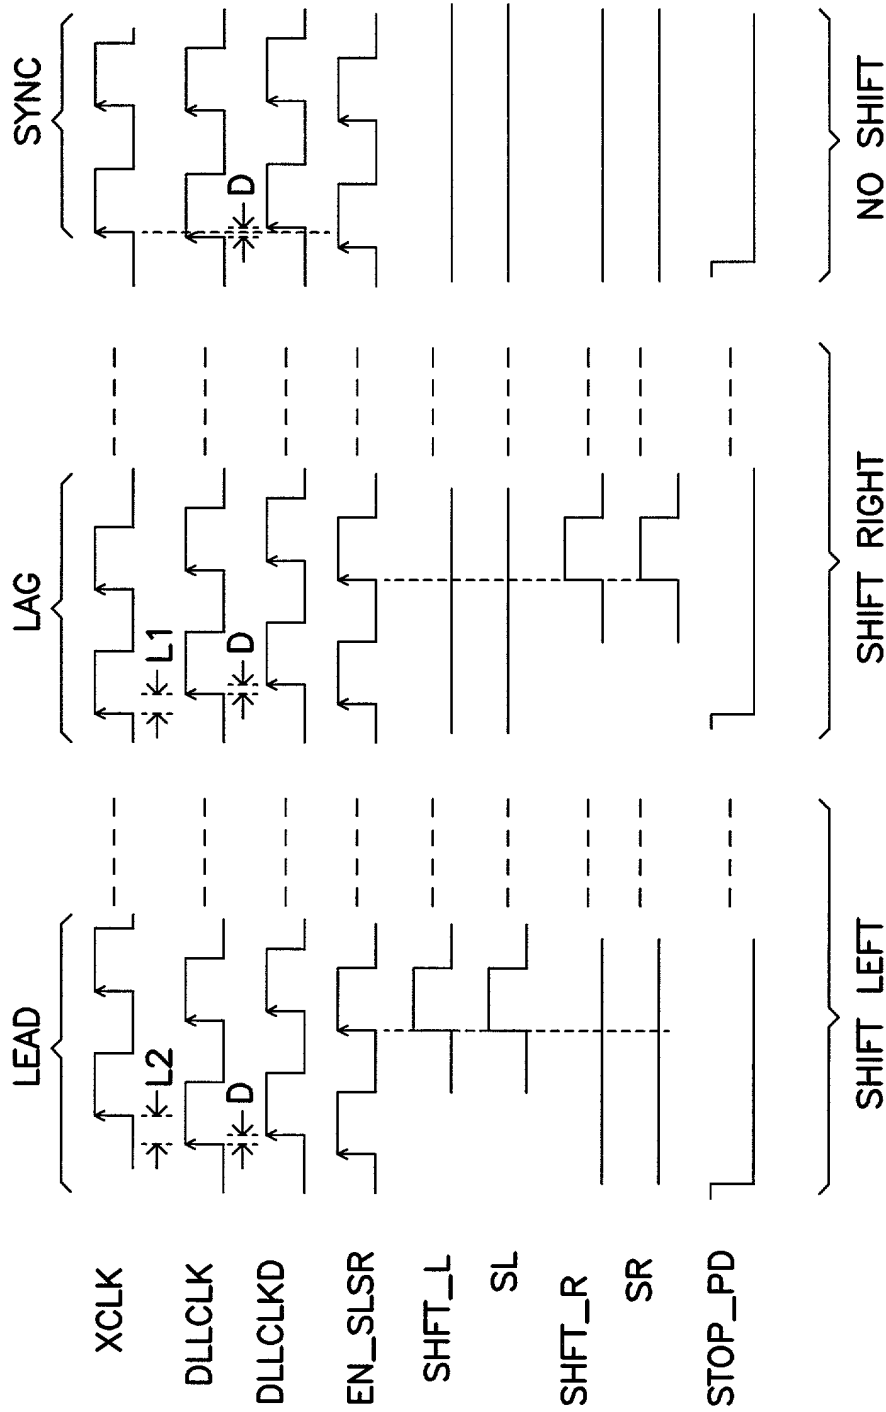 LEAD
LAG
SYNC
XCLK
L2
L1
DLLCLK
D
D
D
DLLCLKD
EN_SLSR
SHFT_L
SL
SHFT_R
SR
STOP_PD
SHIFT LEFT
SHIFT RIGHT
NO SHIFT